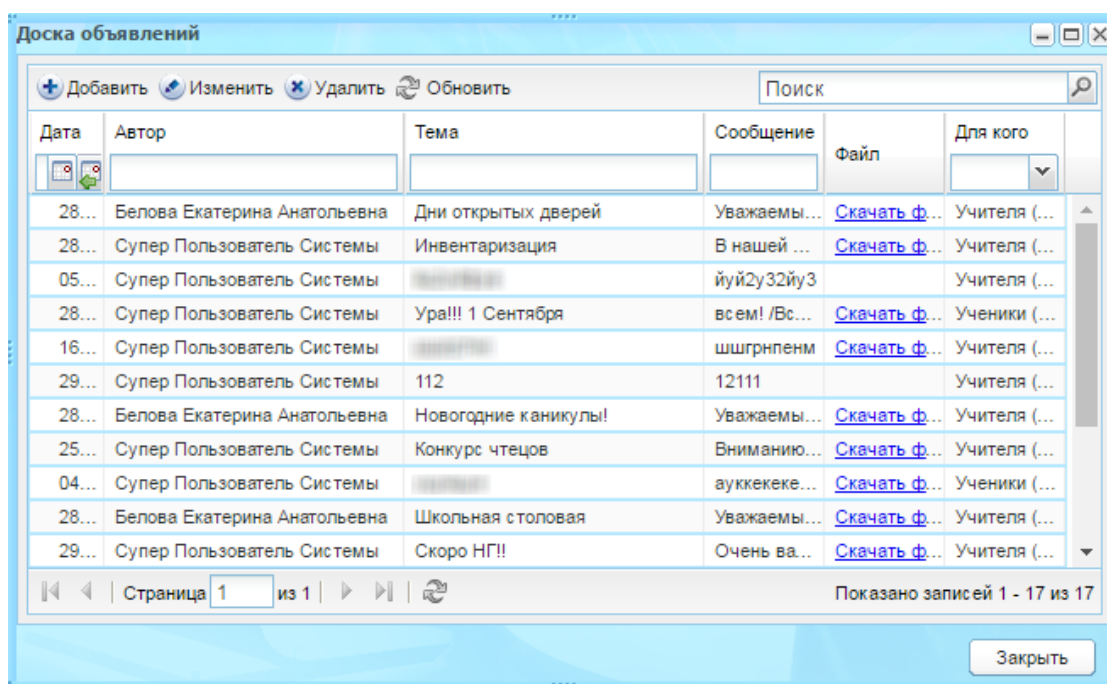 Доска объявлений
Добавить Изменить Удалить Обновить Поиск
Дата Автор Тема Сообщение Файл Для кого
28... Белова Екатерина Анатольевна Дни открытых дверей Уважаемы... Скачать ф... Учителя (...
28... Супер Пользователь Системы Инвентаризация В нашей ... Скачать ф... Учителя (...
05... Супер Пользователь Системы йуй2у32йу3 Учителя (...
28... Супер Пользователь Системы Ура!!! 1 Сентября всем! /Вс... Скачать ф... Ученики (...
16... Супер Пользователь Системы шшгрнпенм Скачать ф... Учителя (...
29... Супер Пользователь Системы 112 12111 Учителя (...
28... Белова Екатерина Анатольевна Новогодние каникулы! Уважаемы... Скачать ф... Учителя (...
25... Супер Пользователь Системы Конкурс чтецов Вниманию... Скачать ф... Учителя (...
04... Супер Пользователь Системы ауккекеке... Скачать ф... Ученики (...
28... Белова Екатерина Анатольевна Школьная столовая Уважаемы... Скачать ф... Учителя (...
29... Супер Пользователь Системы Скоро НГ!! Очень ва... Скачать ф... Учителя (...
Страница 1 из 1 Показано записей 1 - 17 из 17
Закрыть